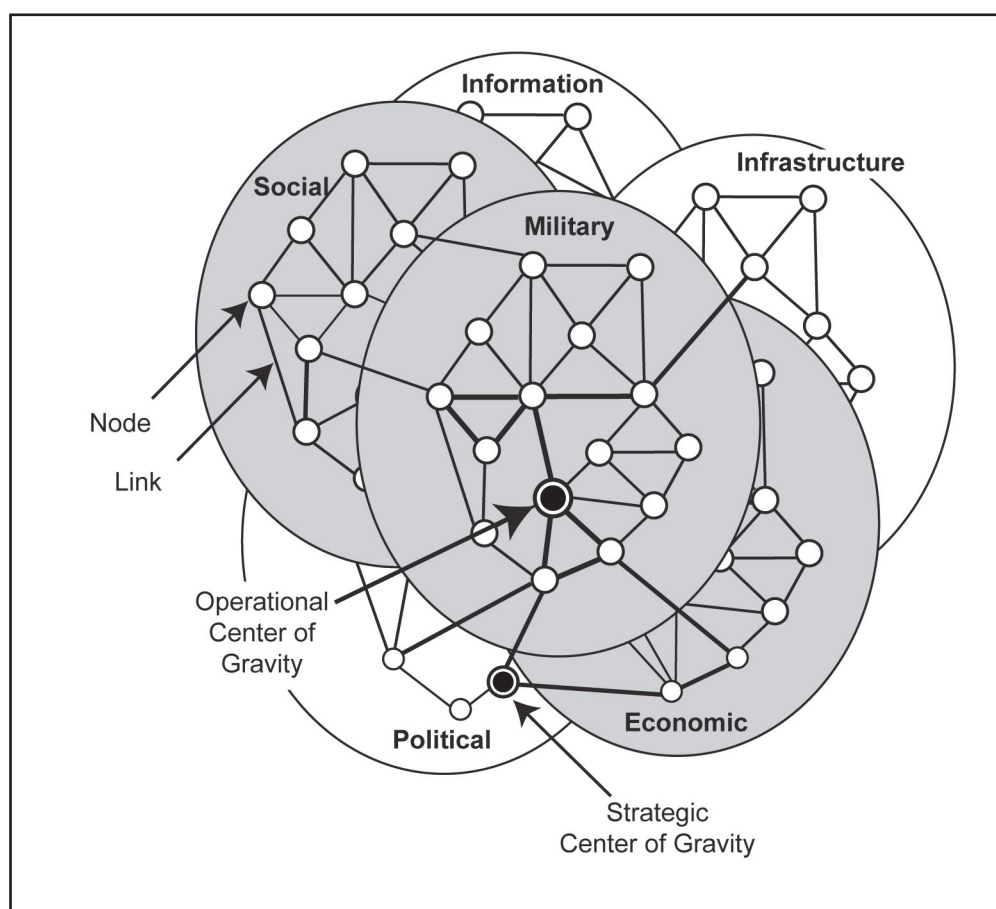 Information
Infrastructure
Social
Military
Node
Link
Operational
Center of
Gravity
Political
Economic
Strategic
Center of Gravity